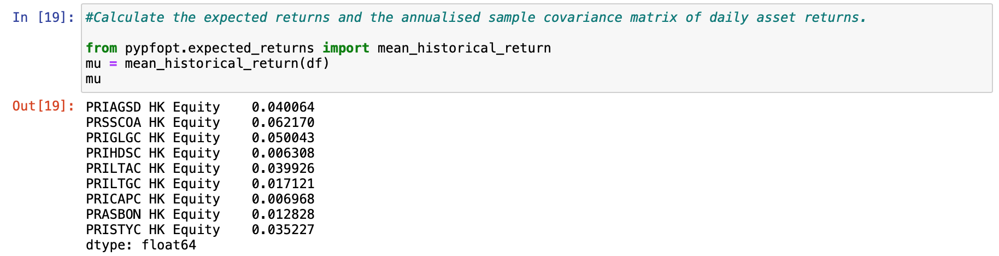 In [19]: #Calculate the expected returns and the annualised sample covariance matrix of daily asset returns.
from pypfopt.expected_returns import mean_historical_return
mu = mean_historical_return(df)
mu
Out[19]: PRIAGSD HK Equity    0.040064
PRSSCOA HK Equity    0.062170
PRIGLGC HK Equity    0.050043
PRIHDSC HK Equity    0.006308
PRILTAC HK Equity    0.039926
PRILTGC HK Equity    0.017121
PRICAPC HK Equity    0.006968
PRASBON HK Equity    0.012828
PRISTYC HK Equity    0.035227
dtype: float64